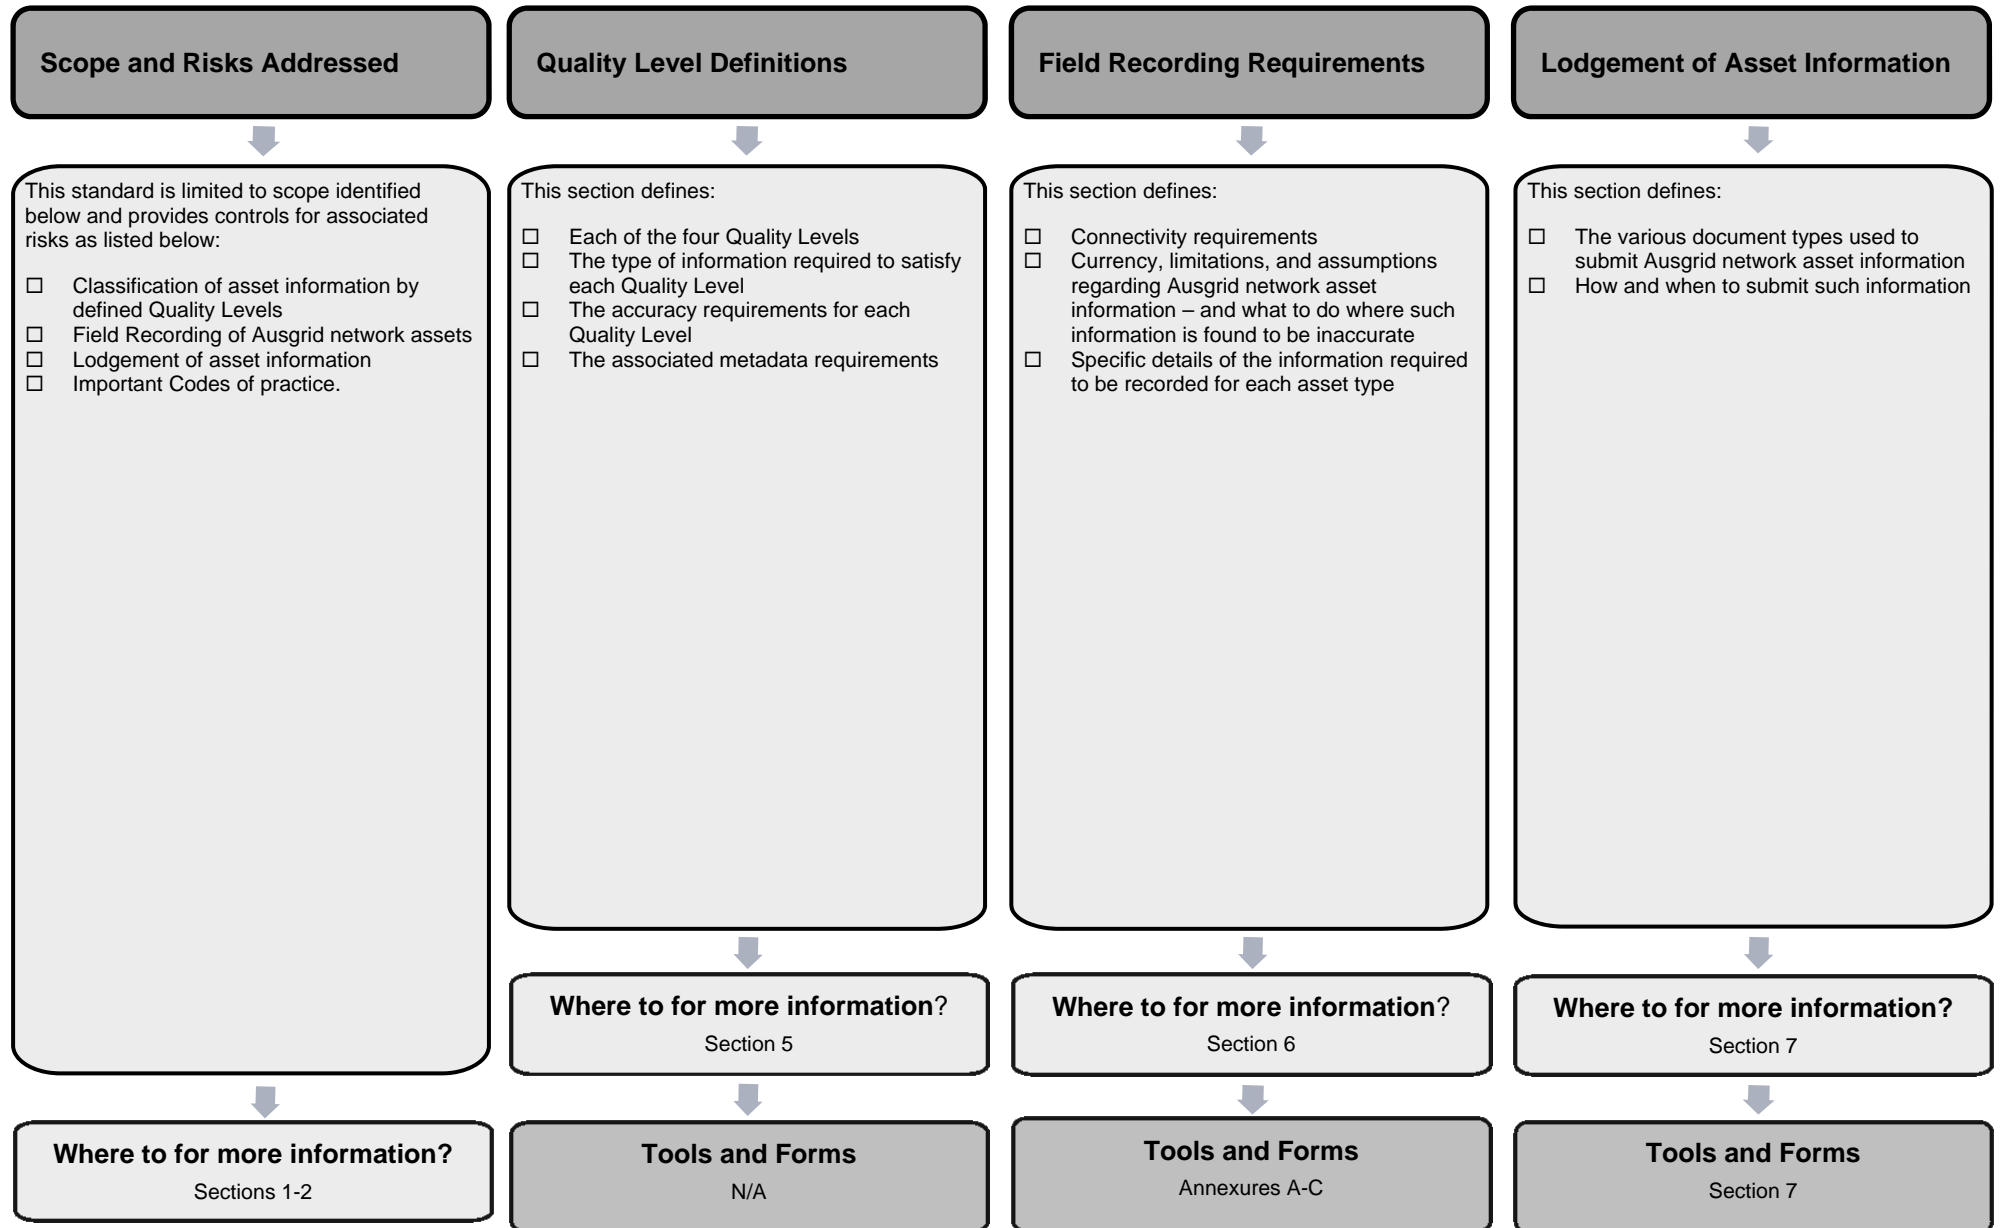 Scope and Risks Addressed
This standard is limited to scope identified
below and provides controls for associated
risks as listed below:
☐ Classification of asset information by
defined Quality Levels
☐ Field Recording of Ausgrid network assets
☐ Lodgement of asset information
☐ Important Codes of practice.
Where to for more information?
Sections 1-2
Quality Level Definitions
This section defines:
☐ Each of the four Quality Levels
☐ The type of information required to satisfy
each Quality Level
☐ The accuracy requirements for each
Quality Level
☐ The associated metadata requirements
Where to for more information?
Section 5
Tools and Forms
N/A
Field Recording Requirements
This section defines:
☐ Connectivity requirements
☐ Currency, limitations, and assumptions
regarding Ausgrid network asset
information – and what to do where such
information is found to be inaccurate
☐ Specific details of the information required
to be recorded for each asset type
Where to for more information?
Section 6
Tools and Forms
Annexures A-C
Lodgement of Asset Information
This section defines:
☐ The various document types used to
submit Ausgrid network asset information
☐ How and when to submit such information
Where to for more information?
Section 7
Tools and Forms
Section 7